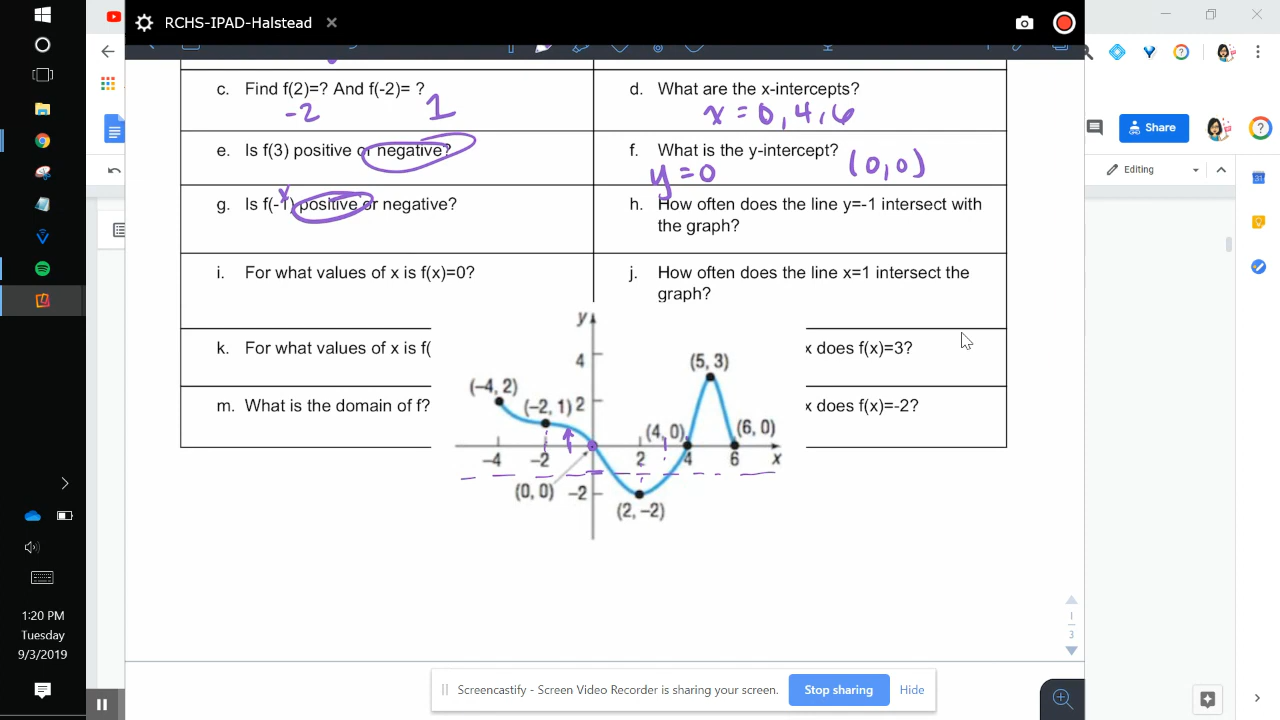 RCHS-IPAD-Halstead
c. Find f(2)=? And f(-2)= ?
-2 1
d. What are the x-intercepts?
x = 0, 4, 6
e. Is f(3) positive or negative?
f. What is the y-intercept?
y = 0 (0,0)
g. Is f(-1) positive or negative?
x
h. How often does the line y=-1 intersect with
the graph?
i. For what values of x is f(x)=0?
j. How often does the line x=1 intersect the
graph?
k. For what values of x is f(
x does f(x)=3?
m. What is the domain of f?
x does f(x)=-2?
y
4
(5, 3)
(−4, 2)
(−2, 1)
2
(4, 0)
(6, 0)
−4
−2
2
4
6
x
(0, 0)
−2
(2, −2)
Share
Editing
1
3
1:20 PM
Tuesday
9/3/2019
Screencastify - Screen Video Recorder is sharing your screen.
Stop sharing
Hide